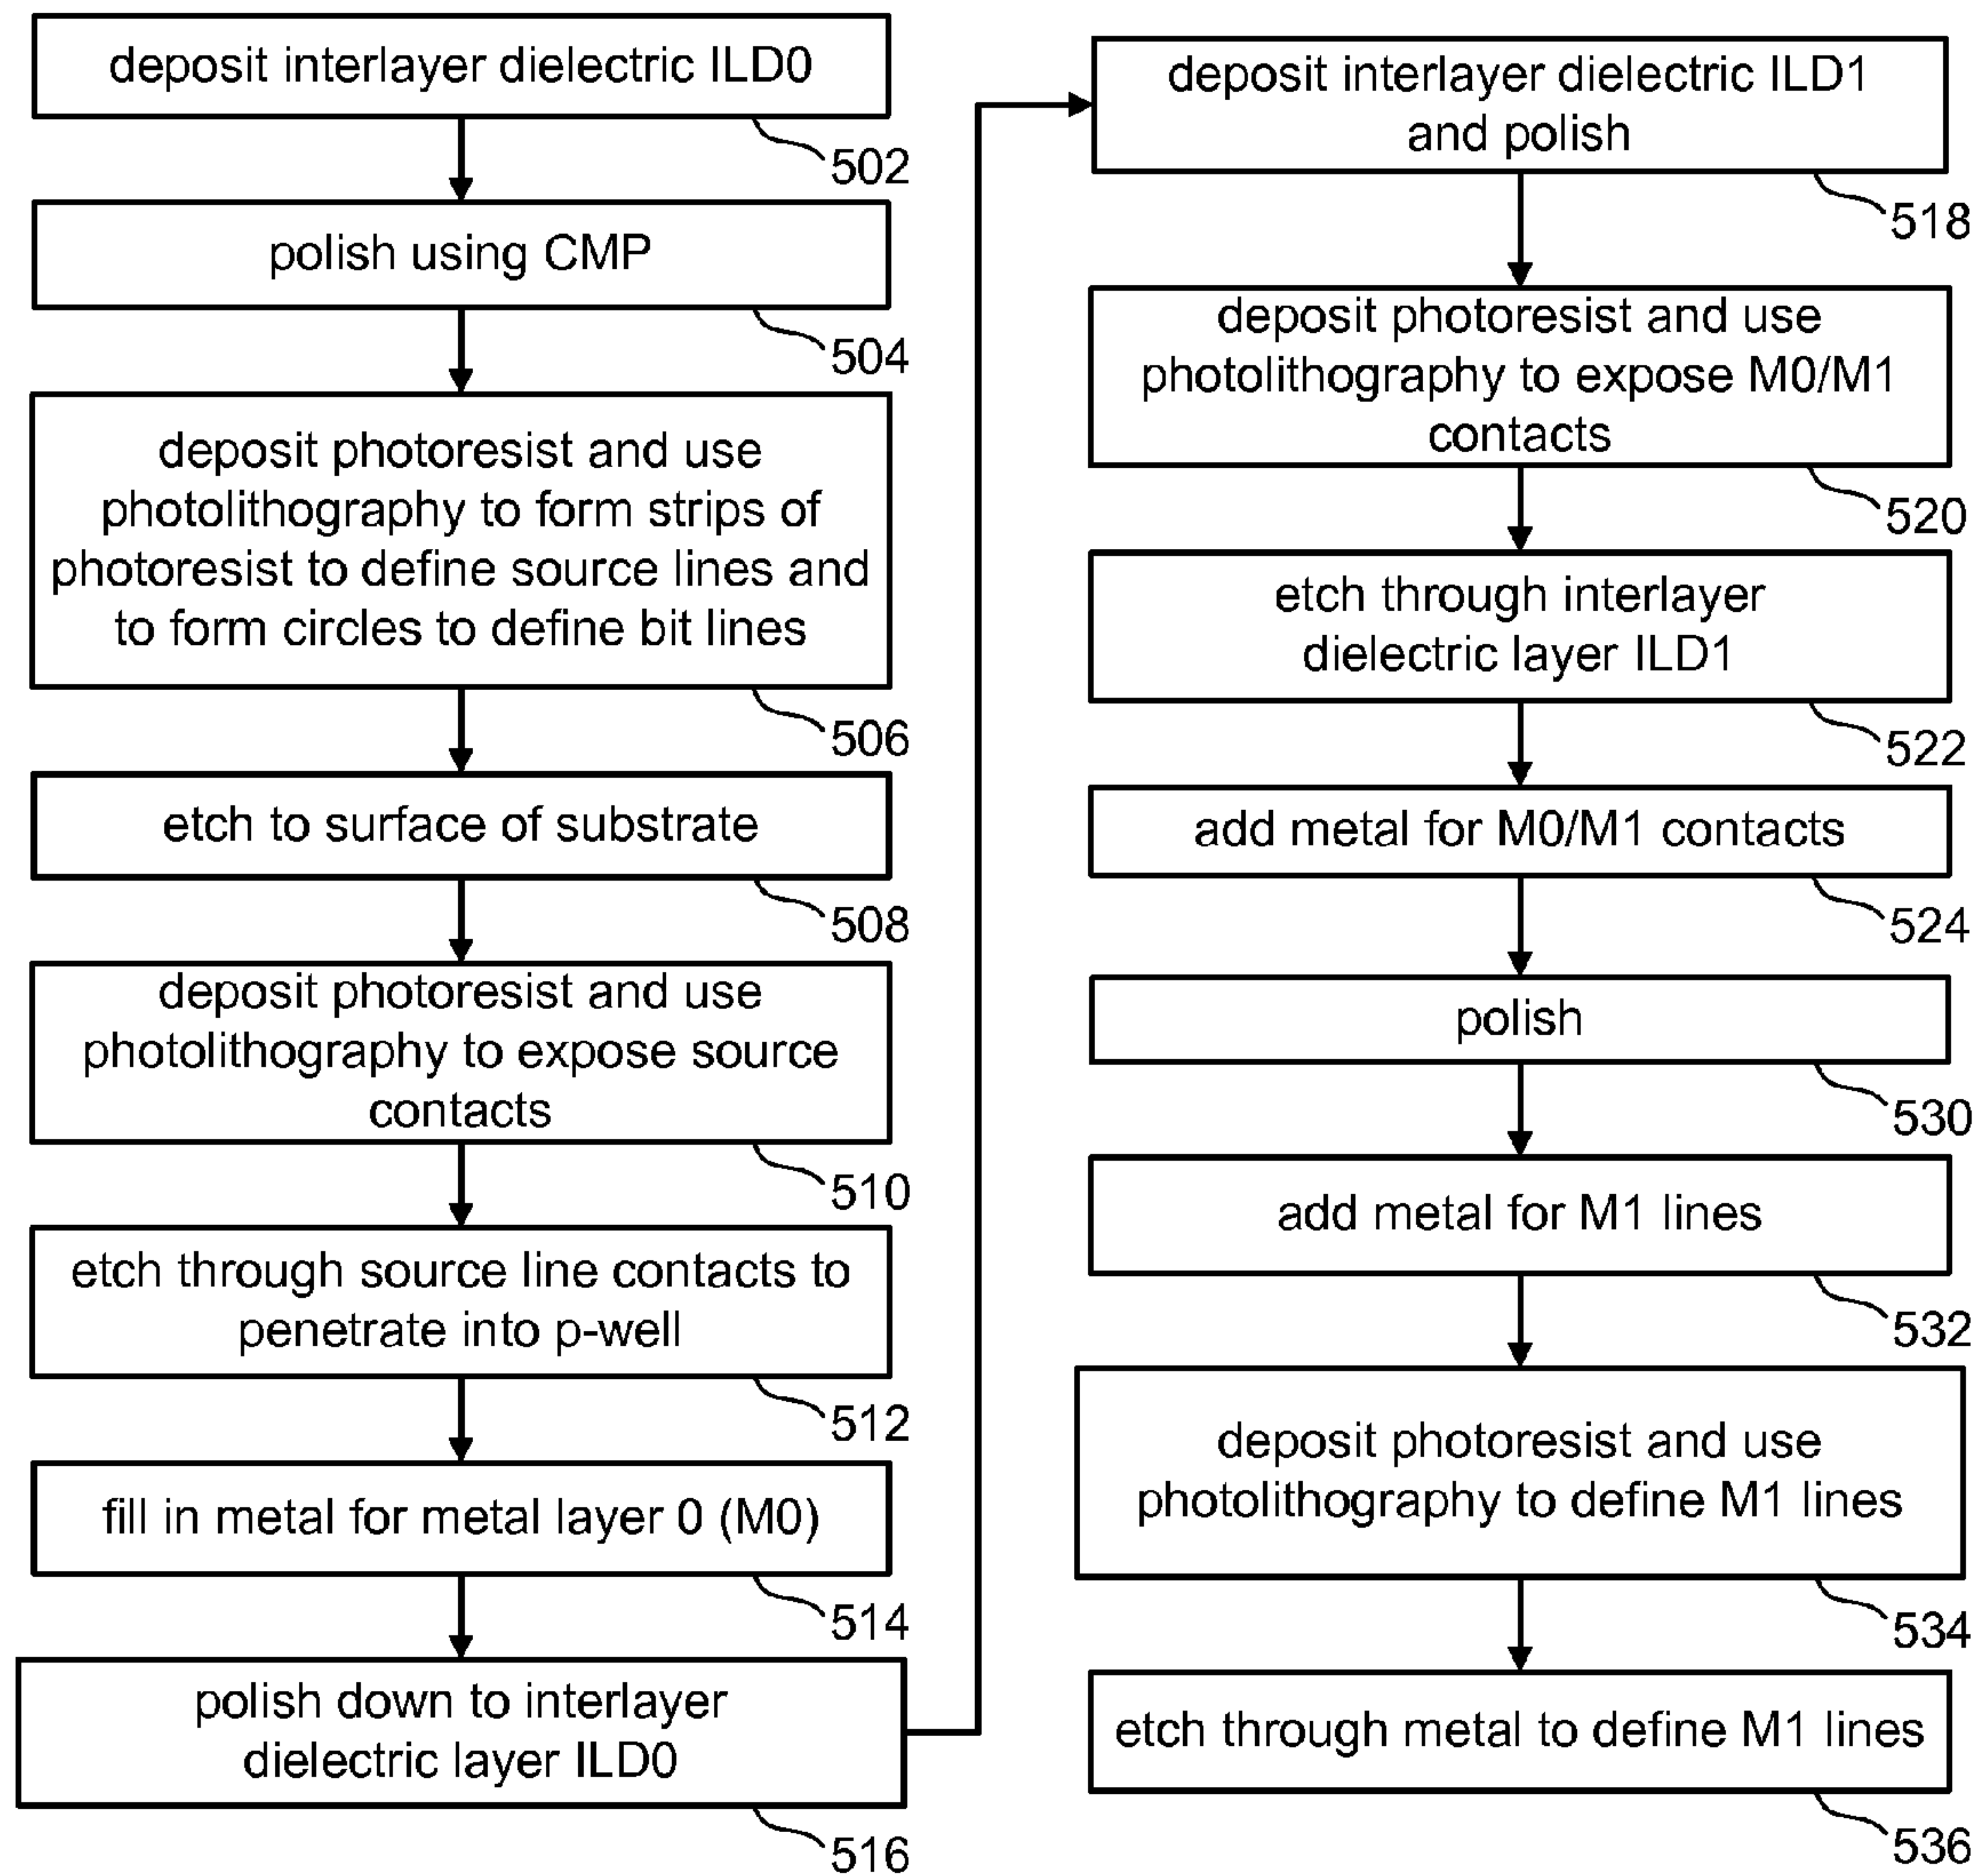 deposit interlayer dielectric ILD0
502
polish using CMP
504
deposit photoresist and use
photolithography to form strips of
photoresist to define source lines and
to form circles to define bit lines
506
etch to surface of substrate
508
deposit photoresist and use
photolithography to expose source
contacts
510
etch through source line contacts to
penetrate into p-well
512
fill in metal for metal layer 0 (M0)
514
polish down to interlayer
dielectric layer ILD0
516
deposit interlayer dielectric ILD1
and polish
518
deposit photoresist and use
photolithography to expose M0/M1
contacts
520
etch through interlayer
dielectric layer ILD1
522
add metal for M0/M1 contacts
524
polish
530
add metal for M1 lines
532
deposit photoresist and use
photolithography to define M1 lines
534
etch through metal to define M1 lines
536